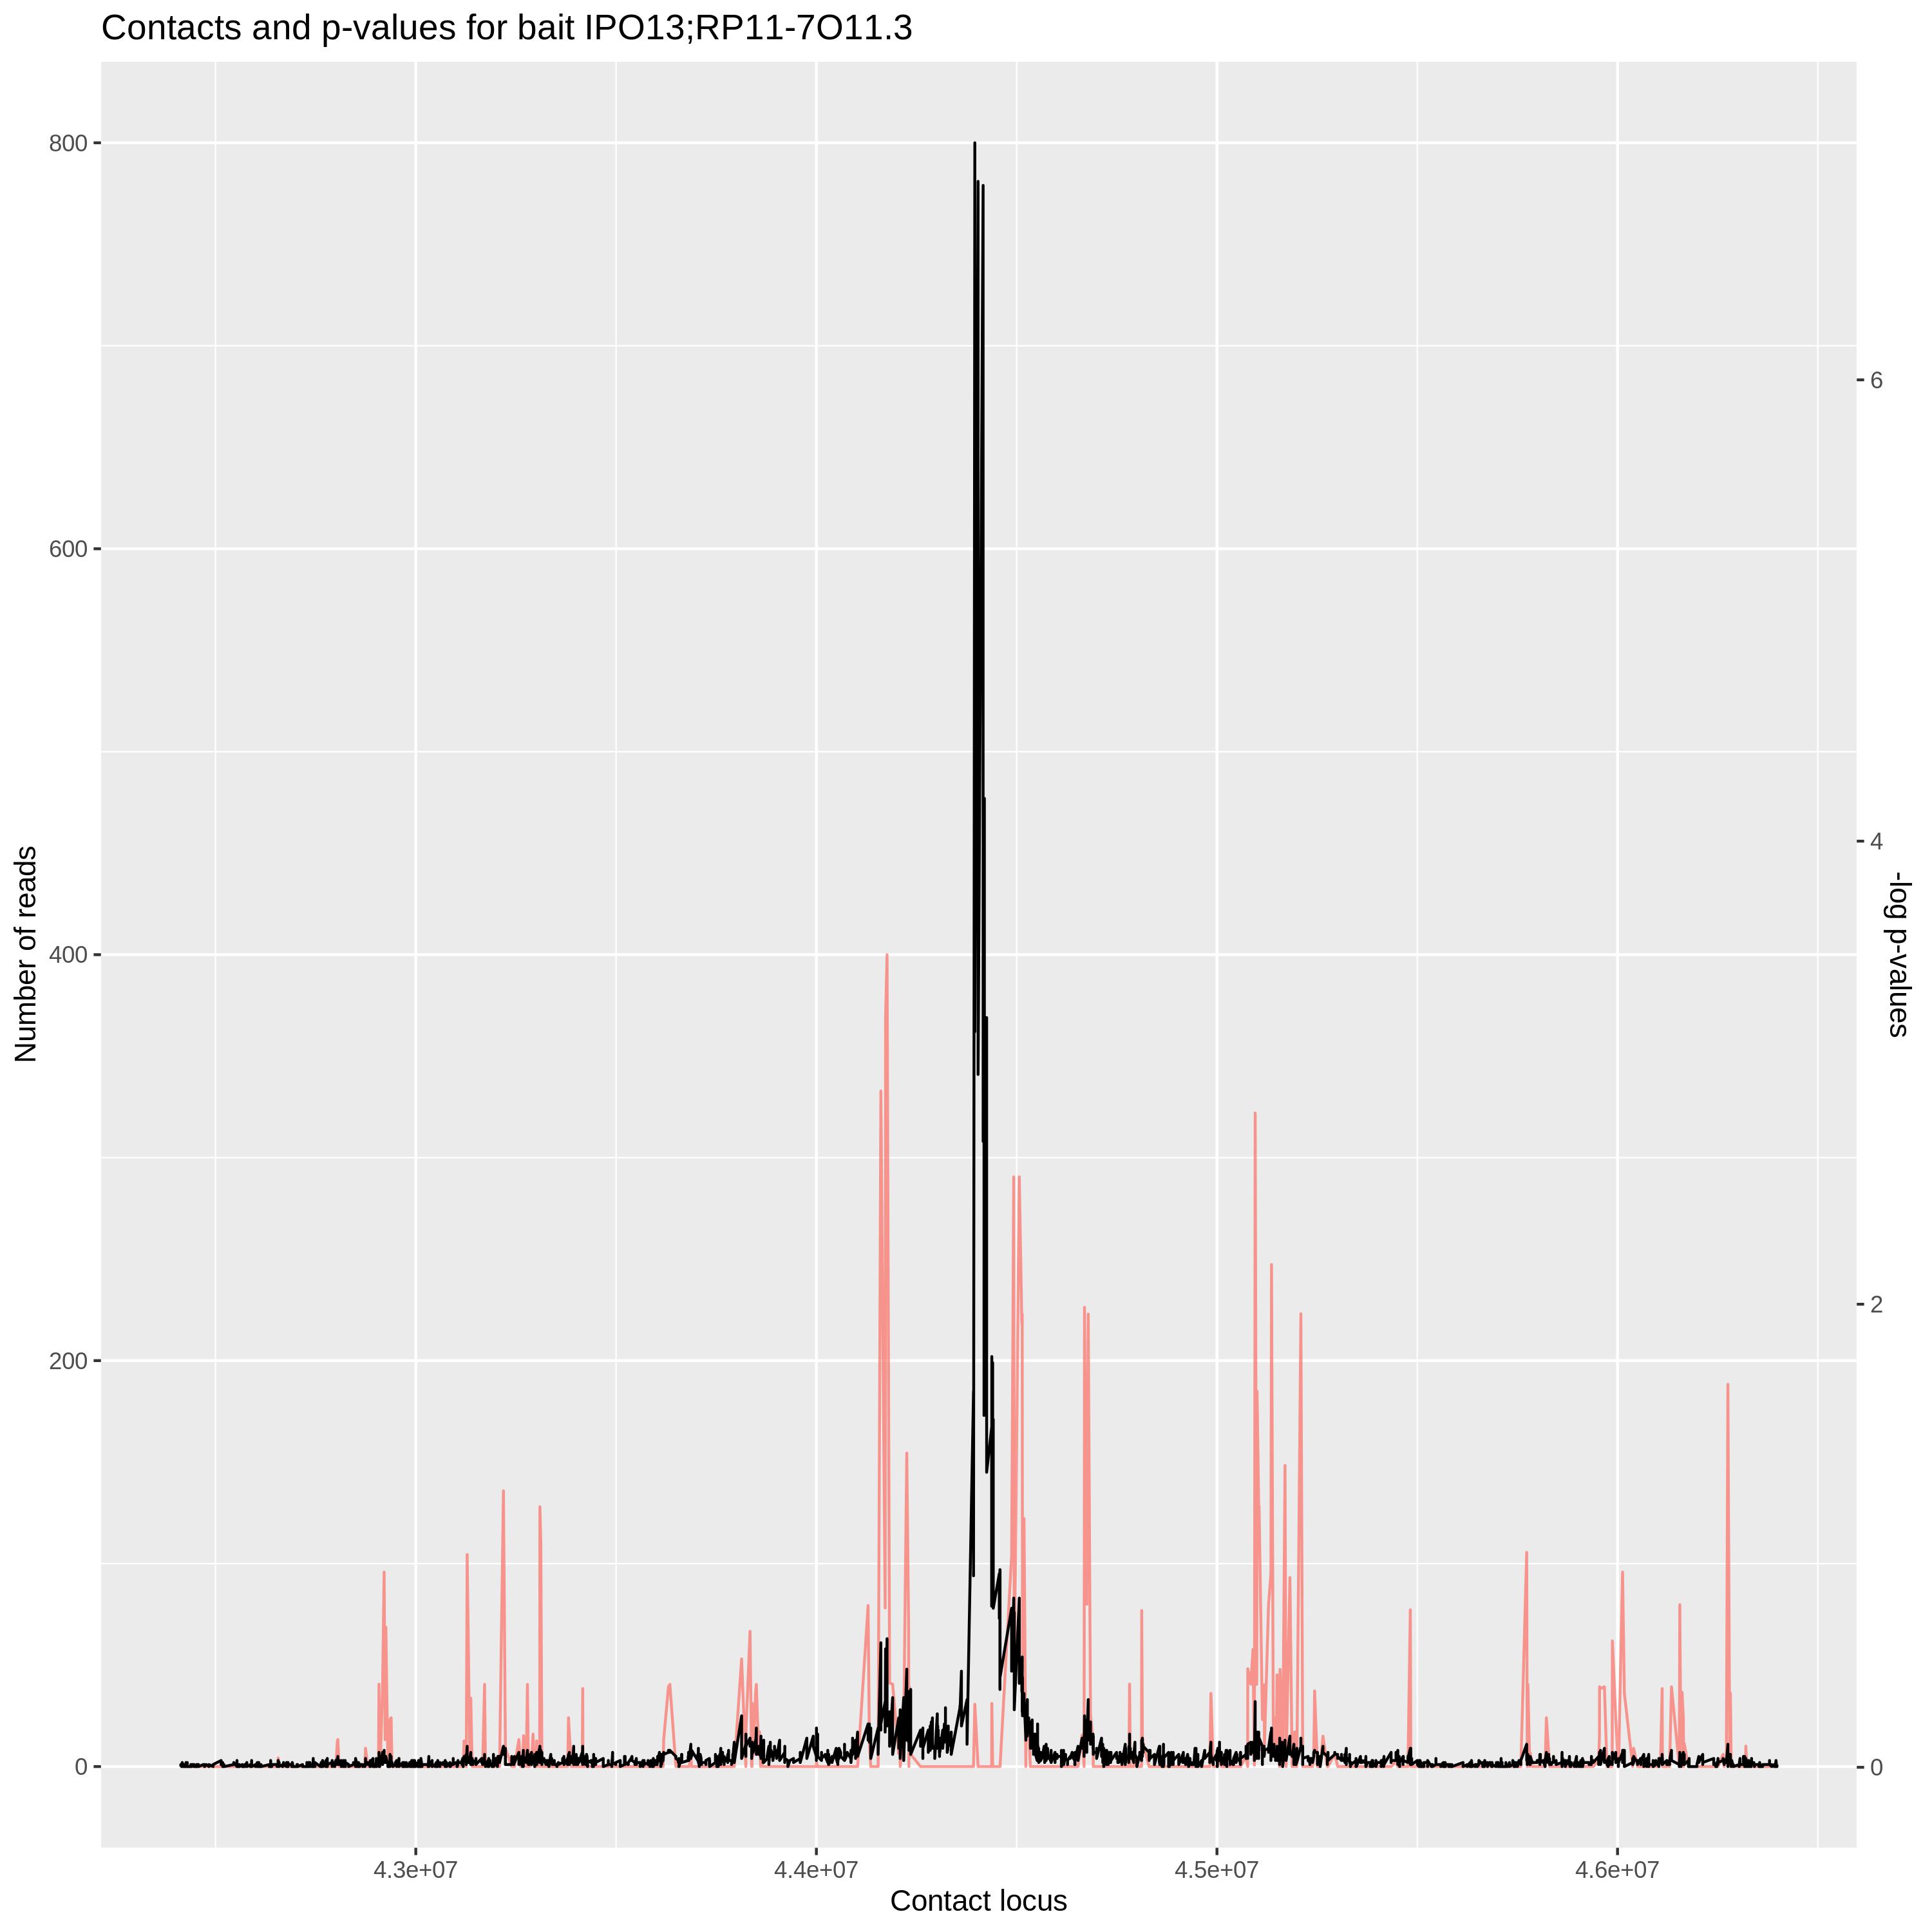 Contacts and p-values for bait IPO13;RP11-7O11.3
800
600
400
200
0
Number of reads
6
4
2
0
-log p-values
4.3e+07
4.4e+07
4.5e+07
4.6e+07
Contact locus